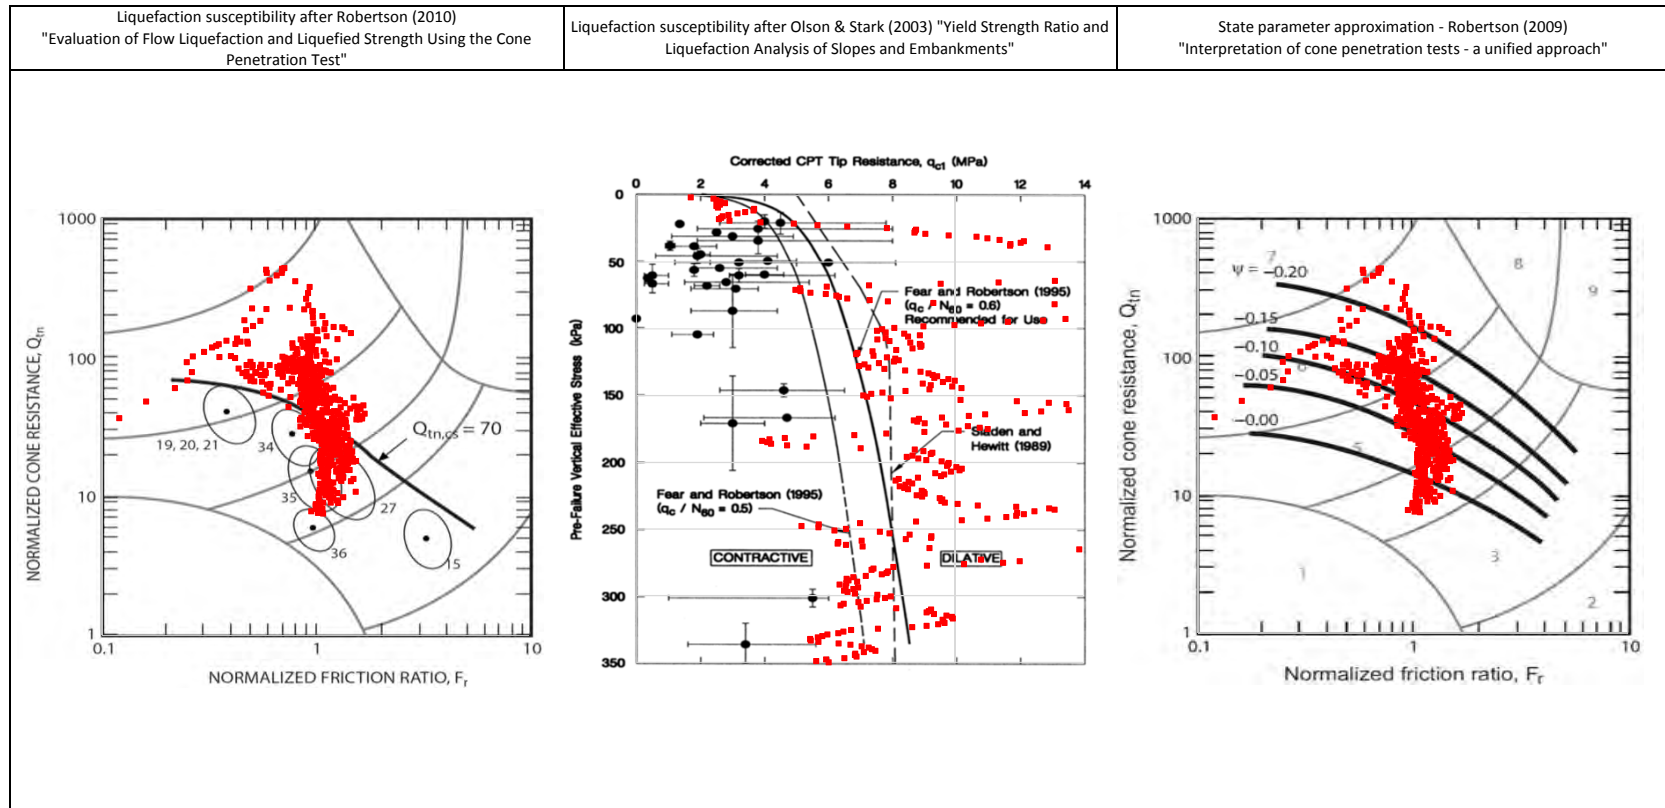 Liquefaction susceptibility after Robertson (2010)
"Evaluation of Flow Liquefaction and Liquefied Strength Using the Cone
Penetration Test"
Liquefaction susceptibility after Olson & Stark (2003) "Yield Strength Ratio and
Liquefaction Analysis of Slopes and Embankments"
State parameter approximation - Robertson (2009)
"Interpretation of cone penetration tests - a unified approach"
NORMALIZED CONE RESISTANCE, Qtn
1000
100
10
1
0.1
1
10
NORMALIZED FRICTION RATIO, Fr
Qtn,cs = 70
19, 20, 21
34
35
27
36
15
Corrected CPT Tip Resistance, qc1 (MPa)
0 2 4 6 8 10 12 14
Pre-Failure Vertical Effective Stress (kPa)
0
50
100
150
200
250
300
350
Fear and Robertson (1995)
(qc / N60 = 0.6)
Recommended for Use
Sladen and
Hewitt (1989)
Fear and Robertson (1995)
(qc / N60 = 0.5)
CONTRACTIVE
DILATIVE
Normalized cone resistance, Qtn
1000
100
10
1
0.1
1
10
Normalized friction ratio, Fr
7
8
9
ψ = -0.20
-0.15
-0.10
6
-0.05
-0.00
5
3
1
2